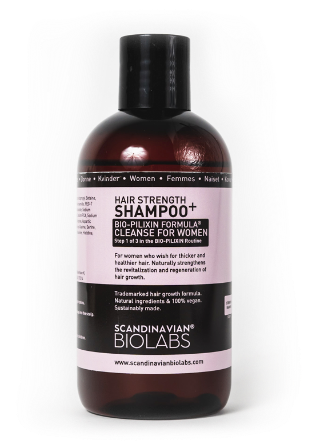 Kvinder • Women • Femmes • Naiset •
HAIR STRENGTH
SHAMPOO+
BIO-PILIXIN FORMULA®
CLEANSE FOR WOMEN
Step 1 of 3 in the BIO-PILIXIN Routine
For women who wish for thicker and
healthier hair. Naturally strengthens
the revitalization and regeneration of
hair growth.
Trademarked hair growth formula.
Natural ingredients & 100% vegan.
Sustainably made.
SCANDINAVIAN®
BIOLABS
www.scandinavianbiolabs.com